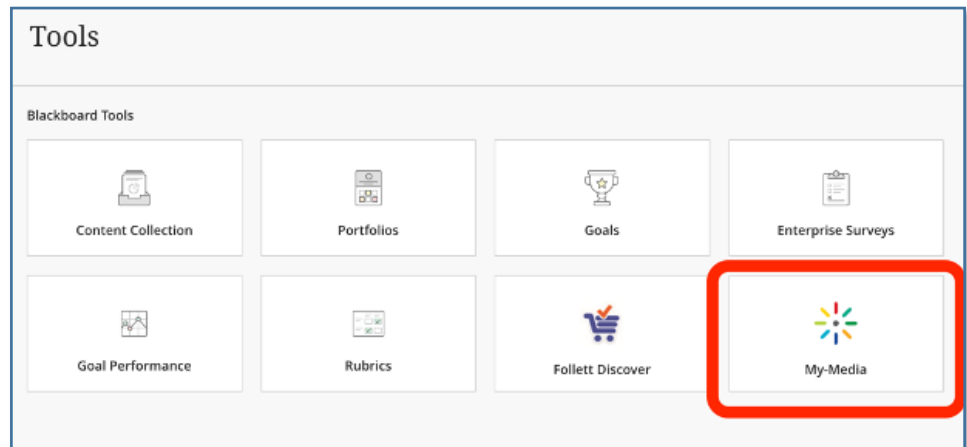 Tools
Blackboard Tools
Content Collection
Portfolios
Goals
Enterprise Surveys
Goal Performance
Rubrics
Follett Discover
My-Media